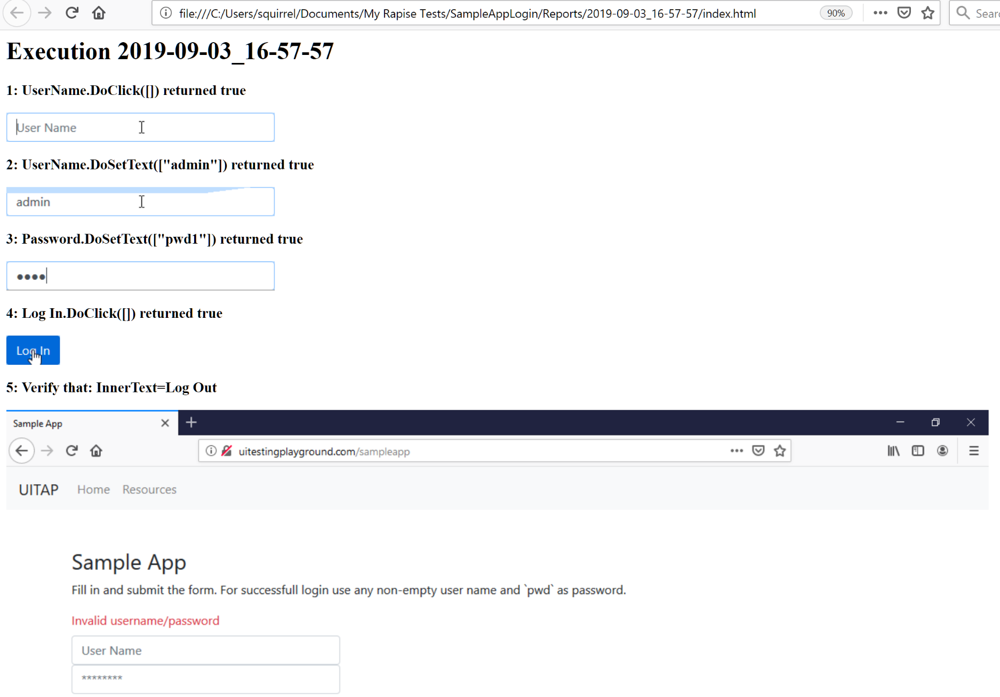 file:///C:/Users/squirrel/Documents/My Rapise Tests/SampleAppLogin/Reports/2019-09-03_16-57-57/index.html
90%
Execution 2019-09-03_16-57-57
1: UserName.DoClick([]) returned true
User Name
2: UserName.DoSetText(["admin"]) returned true
admin
3: Password.DoSetText(["pwd1"]) returned true
••••
4: Log In.DoClick([]) returned true
Log In
5: Verify that: InnerText=Log Out
Sample App
uitestingplayground.com/sampleapp
UITAP Home Resources
Sample App
Fill in and submit the form. For successfull login use any non-empty user name and `pwd` as password.
Invalid username/password
User Name
********